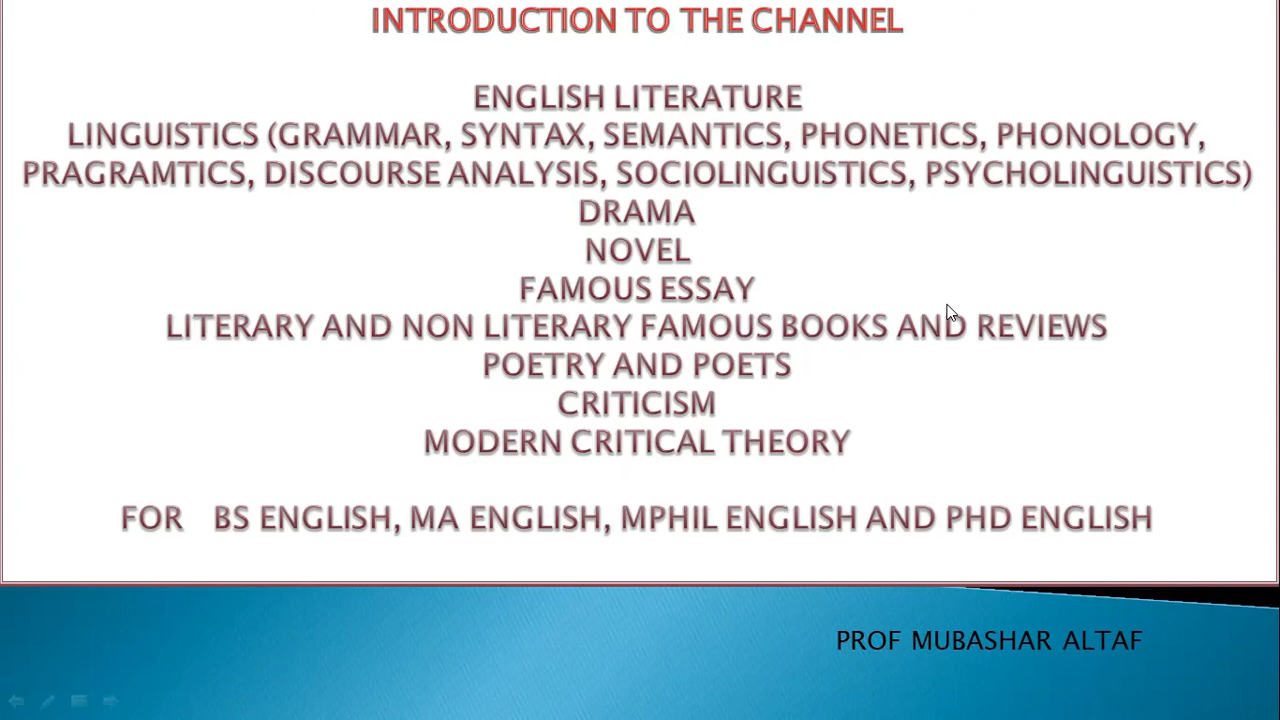 INTRODUCTION TO THE CHANNEL
ENGLISH LITERATURE
LINGUISTICS (GRAMMAR, SYNTAX, SEMANTICS, PHONETICS, PHONOLOGY,
PRAGRAMTICS, DISCOURSE ANALYSIS, SOCIOLINGUISTICS, PSYCHOLINGUISTICS)
DRAMA
NOVEL
FAMOUS ESSAY
LITERARY AND NON LITERARY FAMOUS BOOKS AND REVIEWS
POETRY AND POETS
CRITICISM
MODERN CRITICAL THEORY
FOR BS ENGLISH, MA ENGLISH, MPHIL ENGLISH AND PHD ENGLISH
PROF MUBASHAR ALTAF